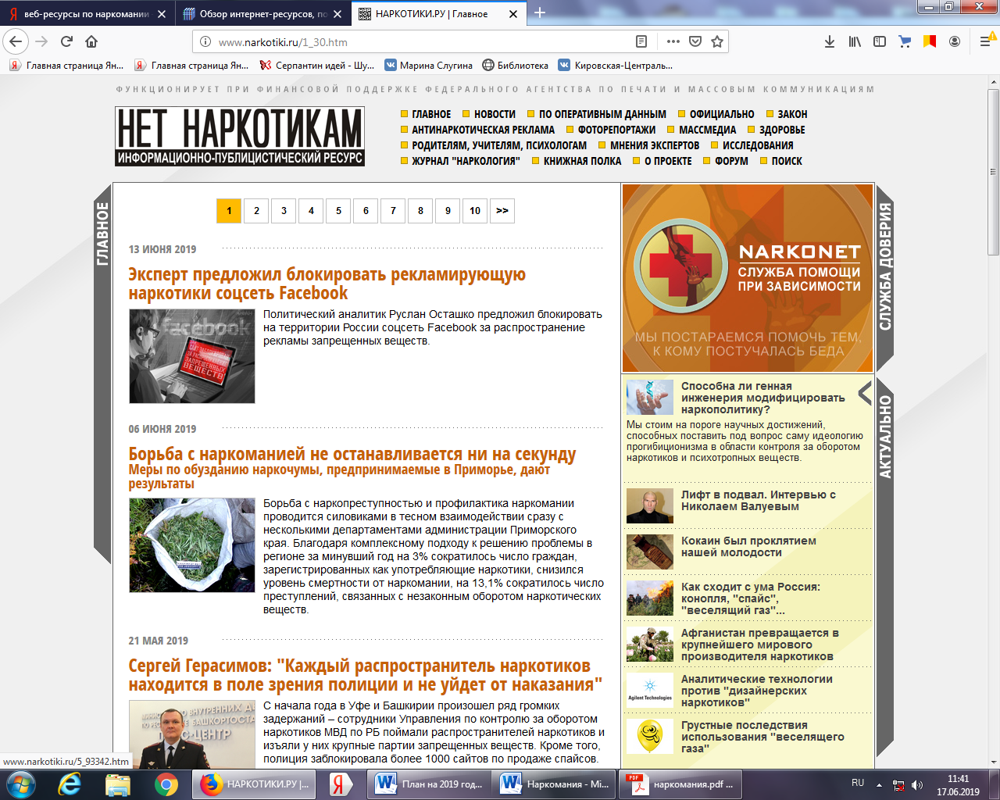 веб-ресурсы по наркомании
Обзор интернет-ресурсов, по
НАРКОТИКИ.РУ | Главное
www.narkotiki.ru/1_30.htm
Главная страница Ян...
Главная страница Ян...
Серпантин идей - Шу...
Марина Слугина
Библиотека
Кировская-Централь...
ФУНКЦИОНИРУЕТ ПРИ ФИНАНСОВОЙ ПОДДЕРЖКЕ ФЕДЕРАЛЬНОГО АГЕНТСТВА ПО ПЕЧАТИ И МАССОВЫМ КОММУНИКАЦИЯМ
НЕТ НАРКОТИКАМ
ИНФОРМАЦИОННО-ПУБЛИЦИСТИЧЕСКИЙ РЕСУРС
ГЛАВНОЕ НОВОСТИ ПО ОПЕРАТИВНЫМ ДАННЫМ ОФИЦИАЛЬНО ЗАКОН
АНТИНАРКОТИЧЕСКАЯ РЕКЛАМА ФОТОРЕПОРТАЖИ МАССМЕДИА ЗДОРОВЬЕ
РОДИТЕЛЯМ, УЧИТЕЛЯМ, ПСИХОЛОГАМ МНЕНИЯ ЭКСПЕРТОВ ИССЛЕДОВАНИЯ
ЖУРНАЛ "НАРКОЛОГИЯ" КНИЖНАЯ ПОЛКА О ПРОЕКТЕ ФОРУМ ПОИСК
ГЛАВНОЕ
1 2 3 4 5 6 7 8 9 10 >>
13 ИЮНЯ 2019
Эксперт предложил блокировать рекламирующую
наркотики соцсеть Facebook
facebook
САЙТ ЗАБЛОКИРОВАН
ЗА РАСПРОСТРАНЕНИЕ
ЗАПРЕЩЕННЫХ
ВЕЩЕСТВ
Политический аналитик Руслан Осташко предложил блокировать
на территории России соцсеть Facebook за распространение
рекламы запрещенных веществ.
06 ИЮНЯ 2019
Борьба с наркоманией не останавливается ни на секунду
Меры по обузданию наркочумы, предпринимаемые в Приморье, дают
результаты
Борьба с наркопреступностью и профилактика наркомании
проводится силовиками в тесном взаимодействии сразу с
несколькими департаментами администрации Приморского
края. Благодаря комплексному подходу к решению проблемы в
регионе за минувший год на 3% сократилось число граждан,
зарегистрированных как употребляющие наркотики, снизился
уровень смертности от наркомании, на 13,1% сократилось число
преступлений, связанных с незаконным оборотом наркотических
веществ.
21 МАЯ 2019
Сергей Герасимов: "Каждый распространитель наркотиков
находится в поле зрения полиции и не уйдет от наказания"
С начала года в Уфе и Башкирии произошел ряд громких
задержаний – сотрудники Управления по контролю за оборотом
наркотиков МВД по РБ поймали распространителей наркотиков и
изъяли у них крупные партии запрещенных веществ. Кроме того,
полиция заблокировала более 1000 сайтов по продаже спайсов.
NARKONET
СЛУЖБА ПОМОЩИ
ПРИ ЗАВИСИМОСТИ
МЫ ПОСТАРАЕМСЯ ПОМОЧЬ ТЕМ,
К КОМУ ПОСТУЧАЛАСЬ БЕДА
СЛУЖБА ДОВЕРИЯ
АКТУАЛЬНО
Способна ли генная
инженерия модифицировать
наркополитику?
Мы стоим на пороге научных достижений,
способных поставить под вопрос саму идеологию
прогибиционизма в области контроля за оборотом
наркотиков и психотропных веществ.
Лифт в подвал. Интервью с
Николаем Валуевым
Кокаин был проклятием
нашей молодости
Как сходит с ума Россия:
конопля, "спайс",
"веселящий газ"...
Афганистан превращается в
крупнейшего мирового
производителя наркотиков
Agilent Technologies
Аналитические технологии
против "дизайнерских
наркотиков"
Грустные последствия
использования "веселящего
газа"
www.narkotiki.ru/5_93342.htm
НАРКОТИКИ.РУ |...
План на 2019 год...
Наркомания - Mi...
наркомания.pdf ...
RU
11:41
17.06.2019